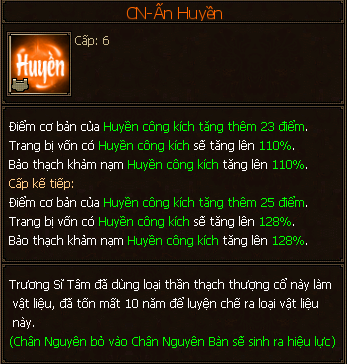 CN-Ấn Huyền
Cấp: 6
Huyền
Điểm cơ bản của Huyền công kích tăng thêm 23 điểm.
Trang bị vốn có Huyền công kích sẽ tăng lên 110%.
Bảo thạch khảm nạm Huyền công kích tăng lên 110%.
Cấp kế tiếp:
Điểm cơ bản của Huyền công kích tăng thêm 25 điểm.
Trang bị vốn có Huyền công kích sẽ tăng lên 128%.
Bảo thạch khảm nạm Huyền công kích tăng lên 128%.
Trương Sĩ Tâm đã dùng loại thần thạch thượng cổ này làm
vật liệu, đã tốn mất 10 năm để luyện chế ra loại vật liệu
này.
(Chân Nguyên bỏ vào Chân Nguyên Bàn sẽ sinh ra hiệu lực)